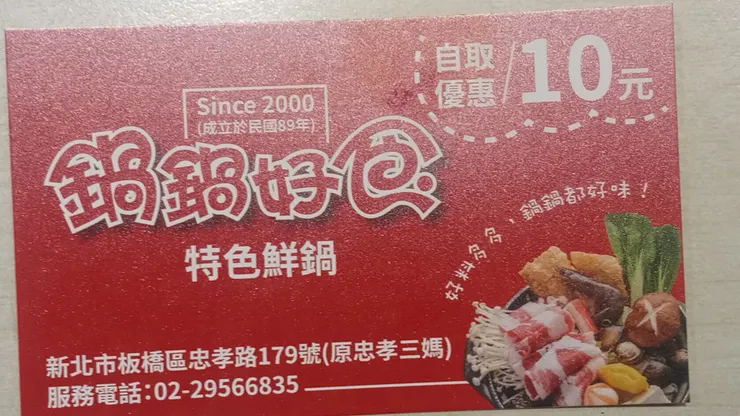 自取
優惠/10元
Since 2000
(成立於民國89年)
鍋鍋好食
特色鮮鍋
好料多多、鍋鍋都好味!
新北市板橋區忠孝路179號(原忠孝三媽)
服務電話:02-29566835